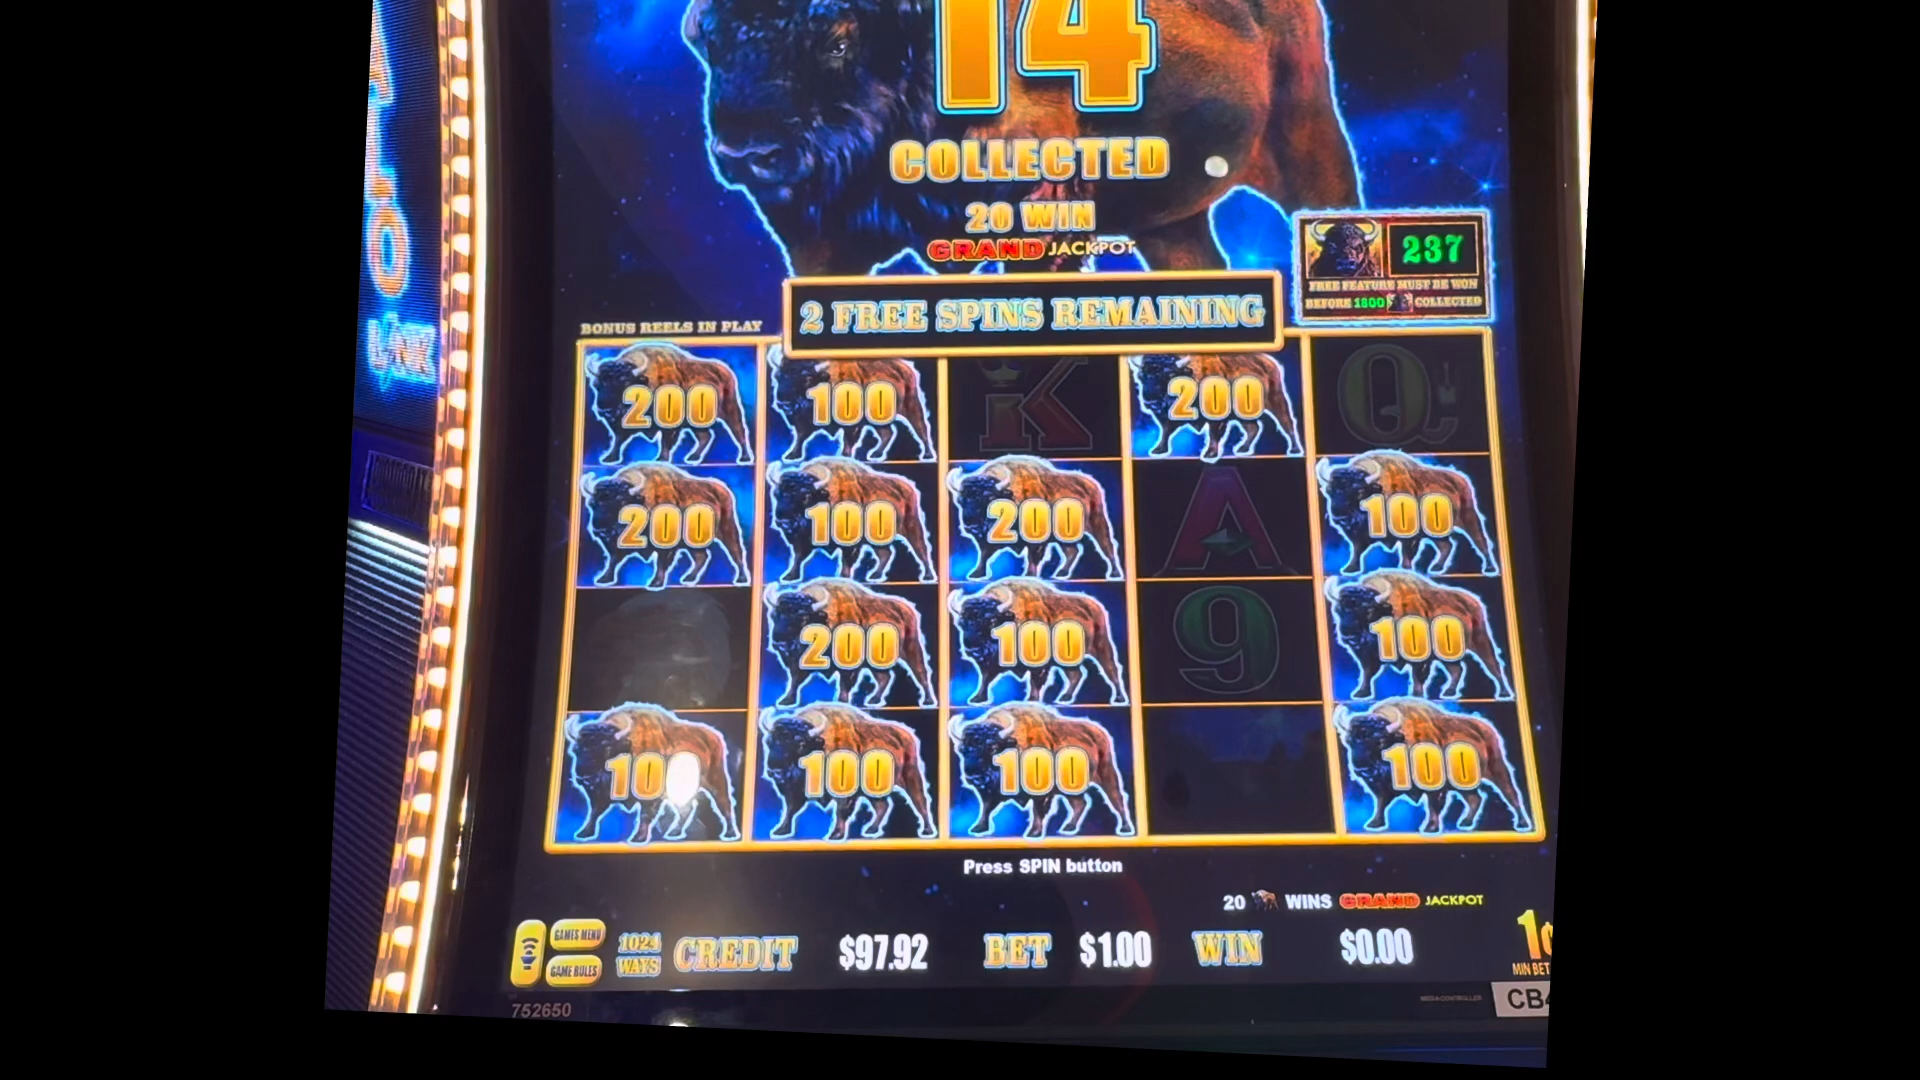 14
COLLECTED
20 WIN
GRAND JACKPOT
237
FREE FEATURE MUST BE WON
BEFORE 1800 COLLECTED
BONUS REELS IN PLAY
2 FREE SPINS REMAINING
200 100 K 200 Q
200 100 200 A 100
200 100 9 100
100 100 100 100
Press SPIN button
20 WINS GRAND JACKPOT
GAMES MENU
GAME RULES
1024 WAYS
CREDIT $97.92 BET $1.00 WIN $0.00
1¢
MIN BET
752650
CB4